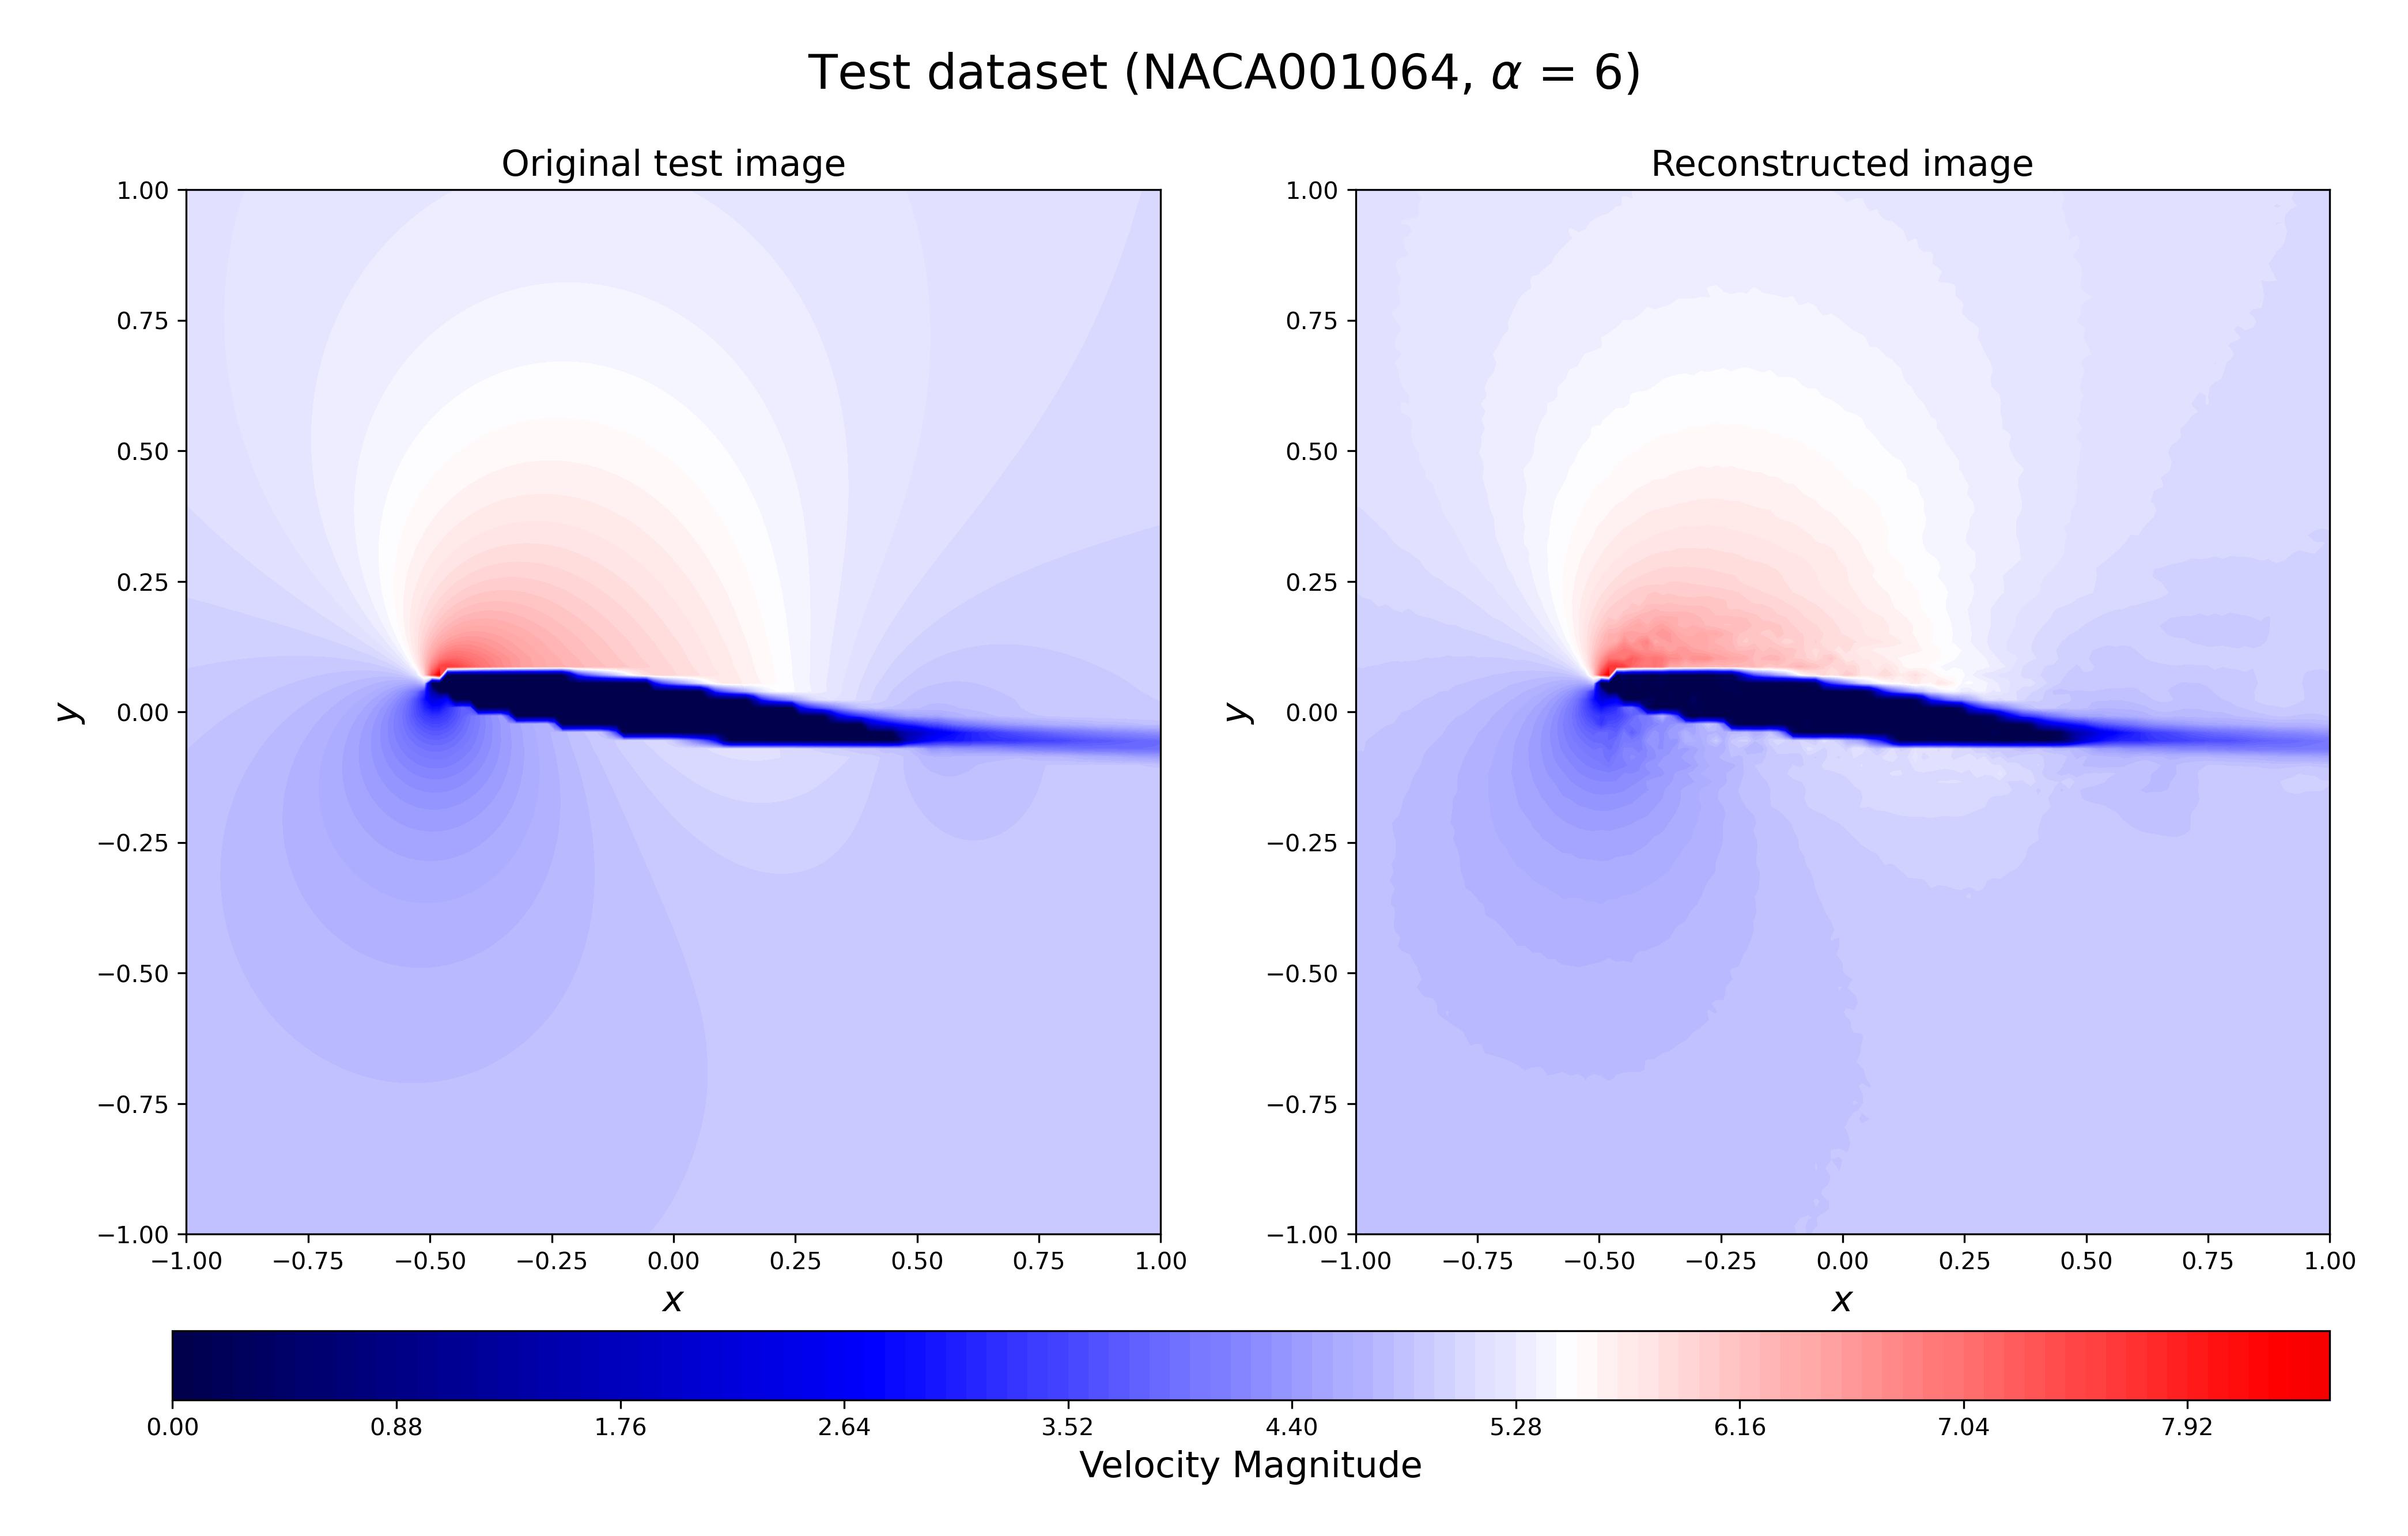 Test dataset (NACA001064, α = 6)
Original test image
Reconstructed image
1.00
0.75
0.50
0.25
0.00
−0.25
−0.50
−0.75
−1.00
y
−1.00 −0.75 −0.50 −0.25 0.00 0.25 0.50 0.75 1.00
x
1.00
0.75
0.50
0.25
0.00
−0.25
−0.50
−0.75
−1.00
y
−1.00 −0.75 −0.50 −0.25 0.00 0.25 0.50 0.75 1.00
x
0.00 0.88 1.76 2.64 3.52 4.40 5.28 6.16 7.04 7.92
Velocity Magnitude